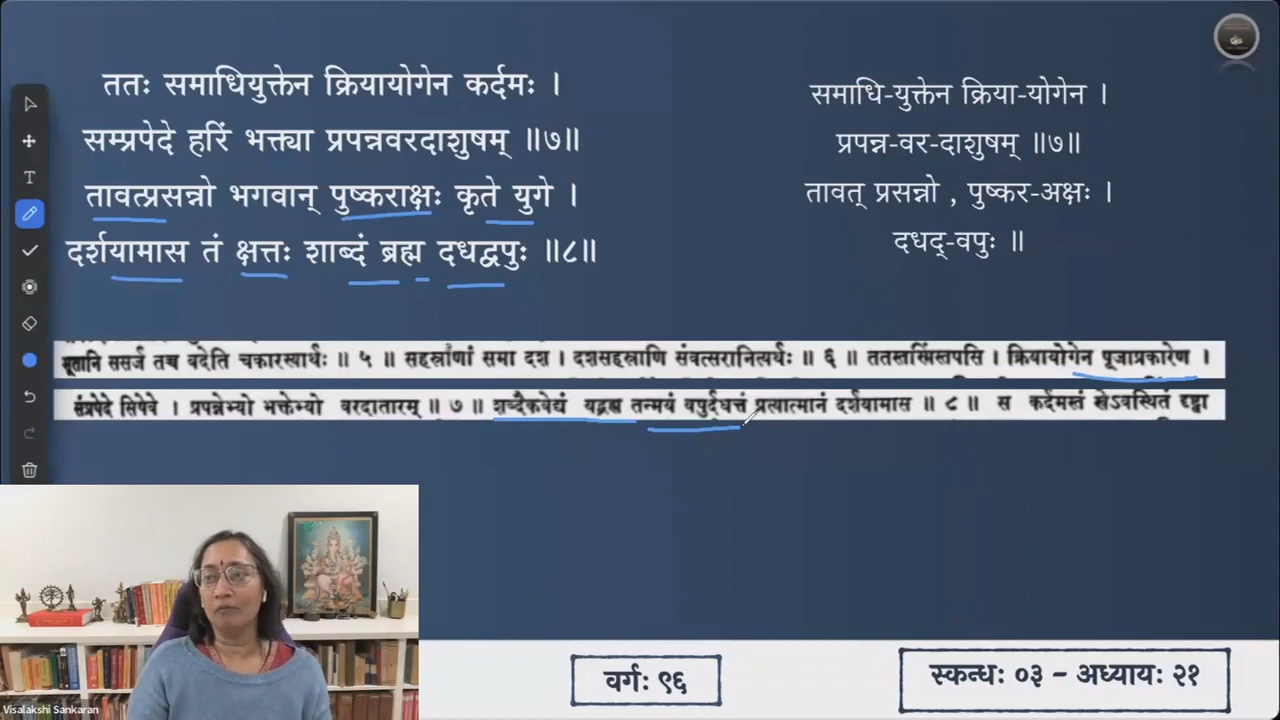 ततः समाधियुक्तेन क्रियायोगेन कर्दमः ।
सम्प्रपेदे हरिं भक्त्या प्रपन्नवरदाशुषम् ॥७॥
तावत्प्रसन्नो भगवान् पुष्कराक्षः कृते युगे ।
दर्शयामास तं क्षत्तः शाब्दं ब्रह्म दधद्वपुः ॥८॥
समाधि-युक्तेन क्रिया-योगेन ।
प्रपन्न-वर-दाशुषम् ॥७॥
तावत् प्रसन्नो , पुष्कर-अक्षः ।
दधद्-वपुः ॥
भूतानि ससर्ज तच्च वदेति चकारस्यार्थः ॥ ५ ॥ सहस्राणां समा दश । दशसहस्राणि संवत्सरानित्यर्थः ॥ ६ ॥ ततस्तस्मिंस्तपसि । क्रियायोगेन पूजाप्रकारेण ।
संप्रपेदे सिषेवे । प्रपन्नेभ्यो भक्तेभ्यो वरदातारम् ॥ ७ ॥ शब्दैकवेद्यं यद्ब्रह्म तन्मयं वपुर्दधत्तं प्रत्यात्मानं दर्शयामास ॥ ८ ॥ स कर्दमस्तं खेऽवस्थितं दृष्ट्वा
Visalakshi Sankaran
वर्गः ९६
स्कन्धः ०३ - अध्यायः २१